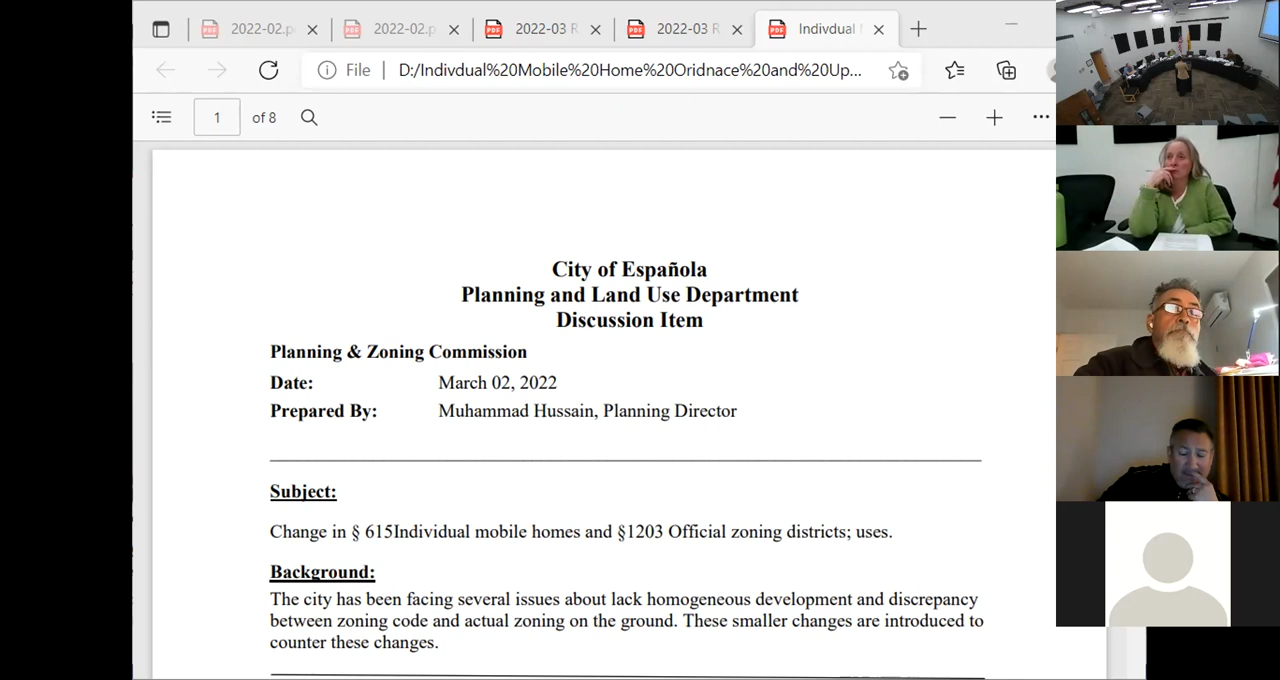 2022-02.p
2022-02.p
2022-03 R
2022-03 R
Indivdual
File
D:/Indivdual%20Mobile%20Home%20Oridnace%20and%20Up...
1
of 8
City of Española
Planning and Land Use Department
Discussion Item
Planning & Zoning Commission
Date: March 02, 2022
Prepared By: Muhammad Hussain, Planning Director
Subject:
Change in § 615Individual mobile homes and §1203 Official zoning districts; uses.
Background:
The city has been facing several issues about lack homogeneous development and discrepancy
between zoning code and actual zoning on the ground. These smaller changes are introduced to
counter these changes.